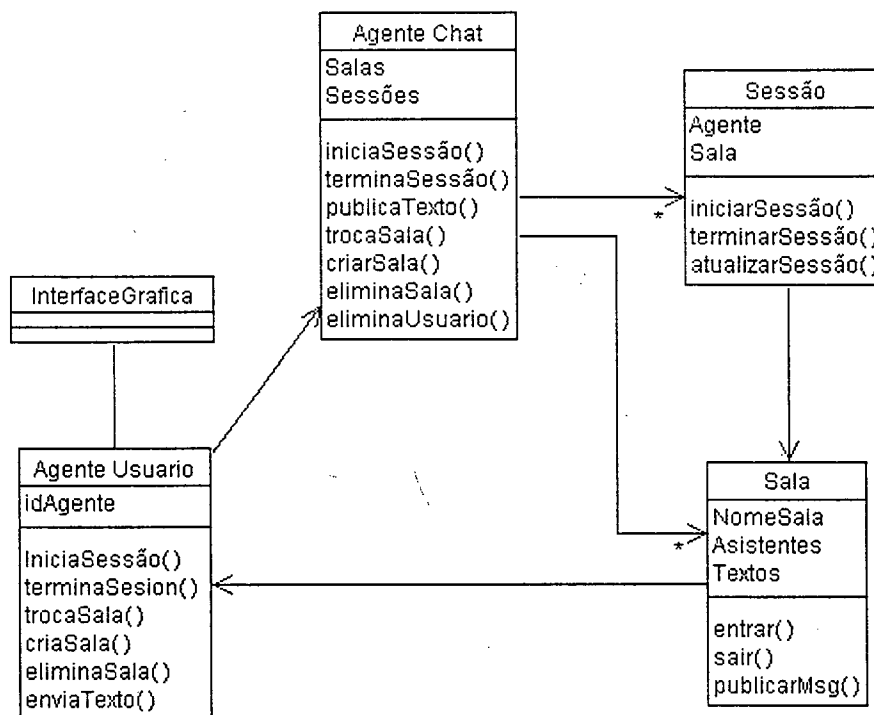 Agente Chat
Salas
Sessões
iniciaSessão()
terminaSessão()
publicaTexto()
trocaSala()
criarSala()
eliminaSala()
eliminaUsuario()
Sessão
Agente
Sala
iniciarSessão()
terminarSessão()
atualizarSessão()
*
InterfaceGrafica
Agente Usuario
idAgente
IniciaSessão()
terminaSesion()
trocaSala()
criaSala()
eliminaSala()
enviaTexto()
Sala
NomeSala
Asistentes
Textos
entrar()
sair()
publicarMsg()
*